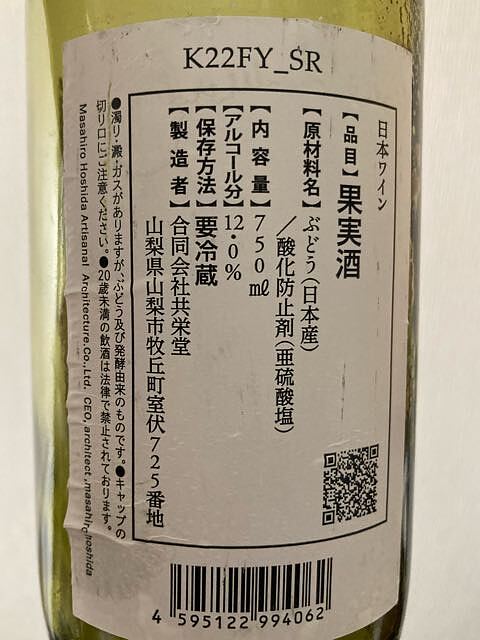 K22FY_SR
日本ワイン
【品目】果実酒
【原材料名】ぶどう(日本産)
／酸化防止剤(亜硫酸塩)
【内容量】750㎖
【アルコール分】12・0%
【保存方法】要冷蔵
【製造者】合同会社共栄堂
山梨県山梨市牧丘町室伏725番地
●濁り・澱・ガスがありますが、ぶどう及び発酵由来のものです。●キャップの
切り口にご注意ください。●20歳未満の飲酒は法律で禁止されております。
Masahiro Hoshida Artisanal Architecture.Co.,Ltd. CEO, architect ,masahiro hoshida
4 595122 994062